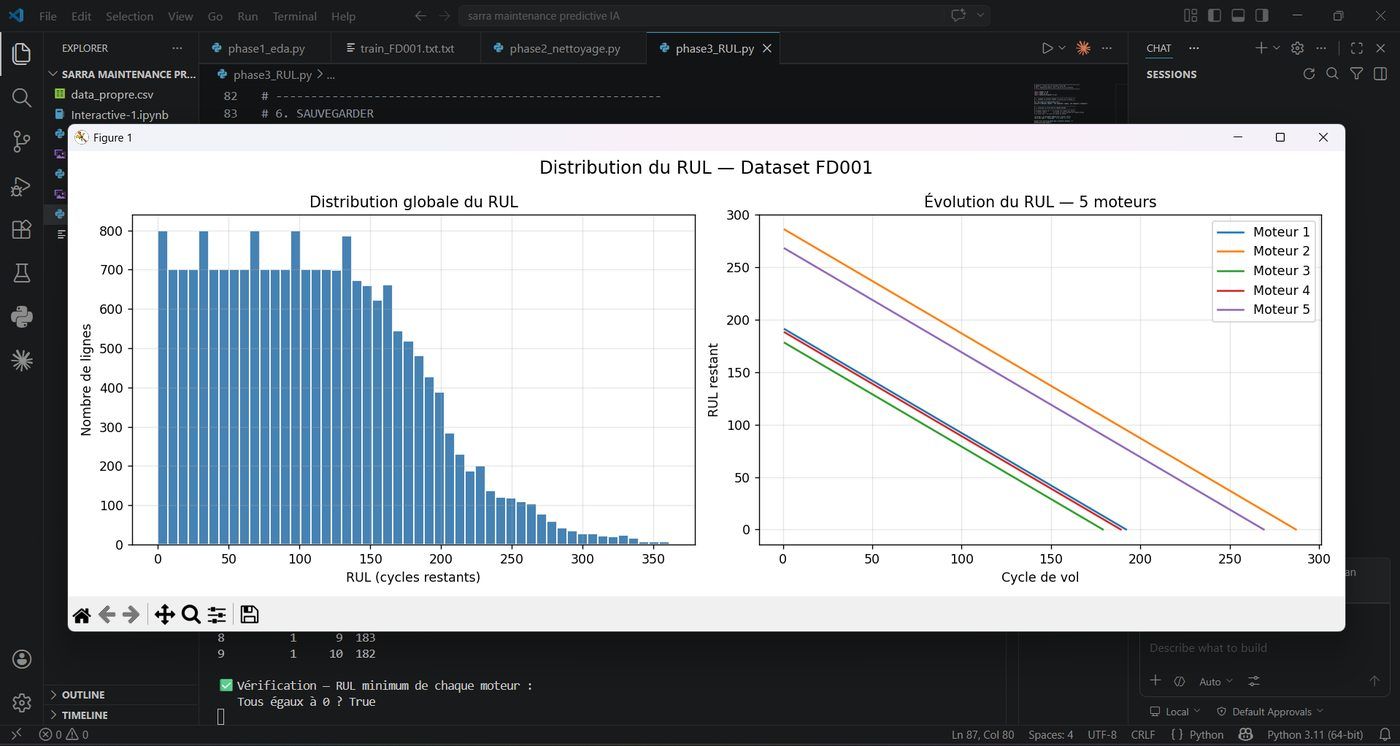 File Edit Selection View Go Run Terminal Help
sarra maintenance predictive IA
EXPLORER
phase1_eda.py
train_FD001.txt.txt
phase2_nettoyage.py
phase3_RUL.py
CHAT
SARRA MAINTENANCE PR...
phase3_RUL.py > ...
SESSIONS
data_propre.csv
82 # --------------------------------------------------------
Interactive-1.ipynb
83 # 6. SAUVEGARDER
Figure 1
Distribution du RUL — Dataset FD001
Distribution globale du RUL
800
700
600
500
400
300
200
100
0
Nombre de lignes
0 50 100 150 200 250 300 350
RUL (cycles restants)
Évolution du RUL — 5 moteurs
300
250
200
150
100
50
0
RUL restant
Moteur 1
Moteur 2
Moteur 3
Moteur 4
Moteur 5
0 50 100 150 200 250 300
Cycle de vol
8 1 9 183
9 1 10 182
✅ Vérification — RUL minimum de chaque moteur :
Tous égaux à 0 ? True
OUTLINE
TIMELINE
Describe what to build
Auto
Local
Default Approvals
0 0
Ln 87, Col 80
Spaces: 4
UTF-8
CRLF
{ } Python
Python 3.11 (64-bit)